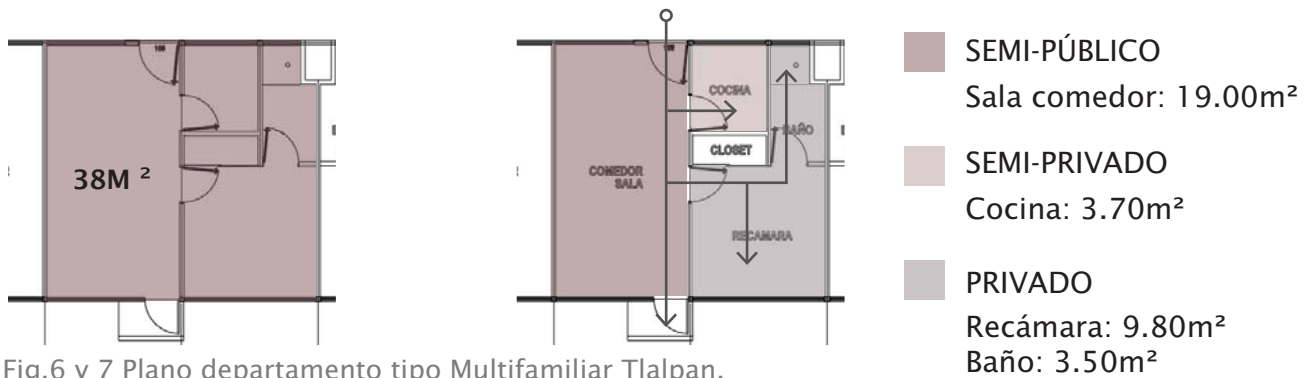 108
38M ²
COCINA
BAÑO
CLOSET
COMEDOR
SALA
RECAMARA
SEMI-PÚBLICO
Sala comedor: 19.00m²
SEMI-PRIVADO
Cocina: 3.70m²
PRIVADO
Recámara: 9.80m²
Baño: 3.50m²
Fig.6 y 7 Plano departamento tipo Multifamiliar Tlalpan.